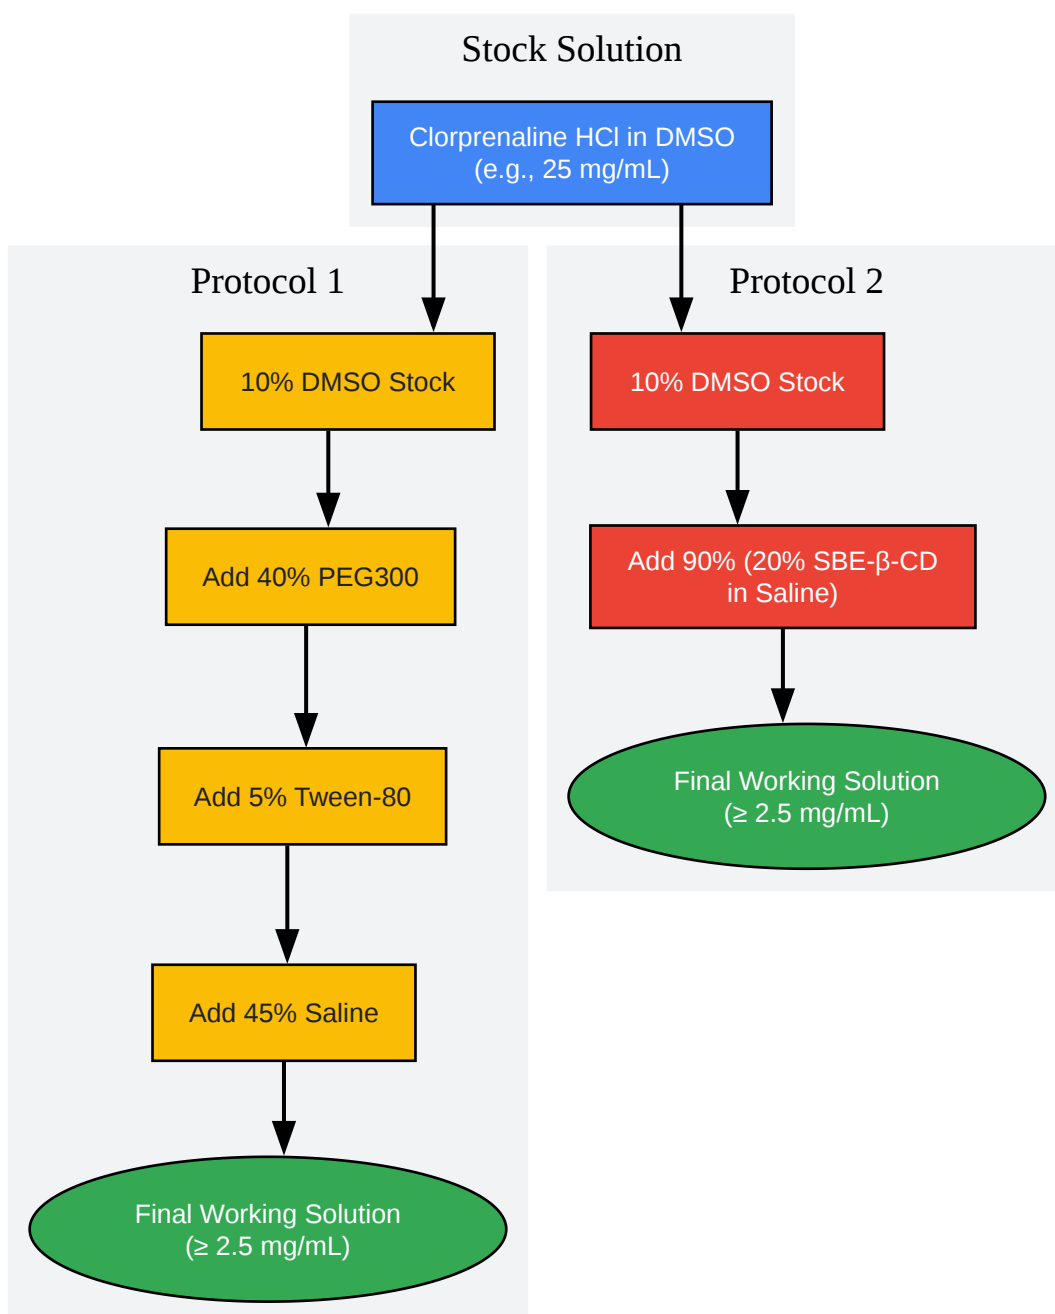 Stock Solution
Clorprenaline HCl in DMSO
(e.g., 25 mg/mL)
Protocol 1
10% DMSO Stock
Add 40% PEG300
Add 5% Tween-80
Add 45% Saline
Final Working Solution
(≥ 2.5 mg/mL)
Protocol 2
10% DMSO Stock
Add 90% (20% SBE-β-CD
in Saline)
Final Working Solution
(≥ 2.5 mg/mL)